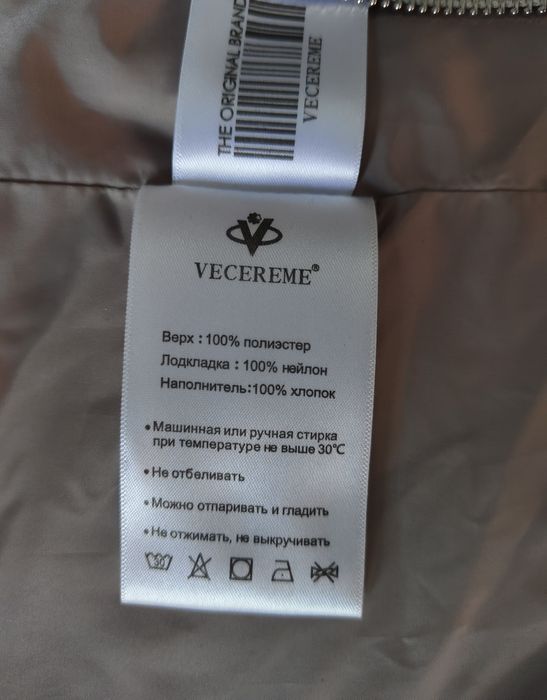 THE ORIGINAL BRAND
VECEREME
VECEREME®
Верх : 100% полиэстер
Лодкладка : 100% нейлон
Наполнитель:100% хлопок
•Машинная или ручная стирка
при температуре не выше 30℃
•Не отбеливать
•Можно отпаривать и гладить
•Не отжимать, не выкручивать
30